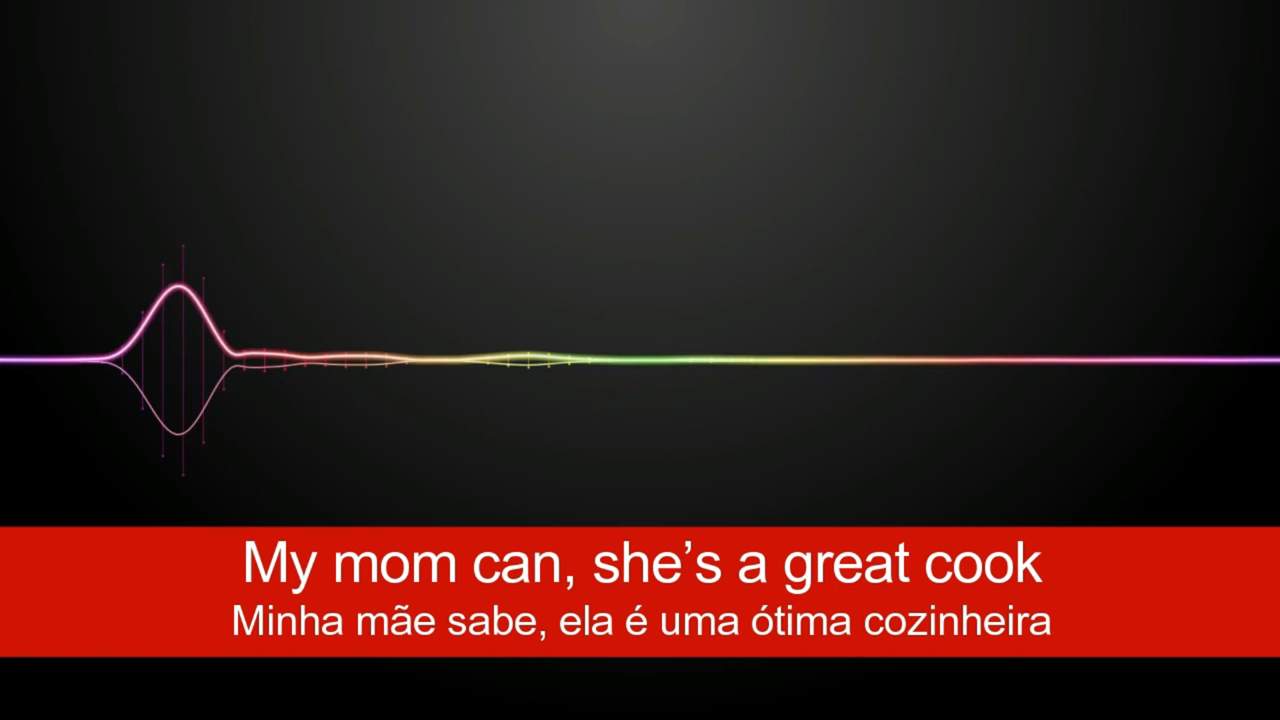 My mom can, she’s a great cook
Minha mãe sabe, ela é uma ótima cozinheira